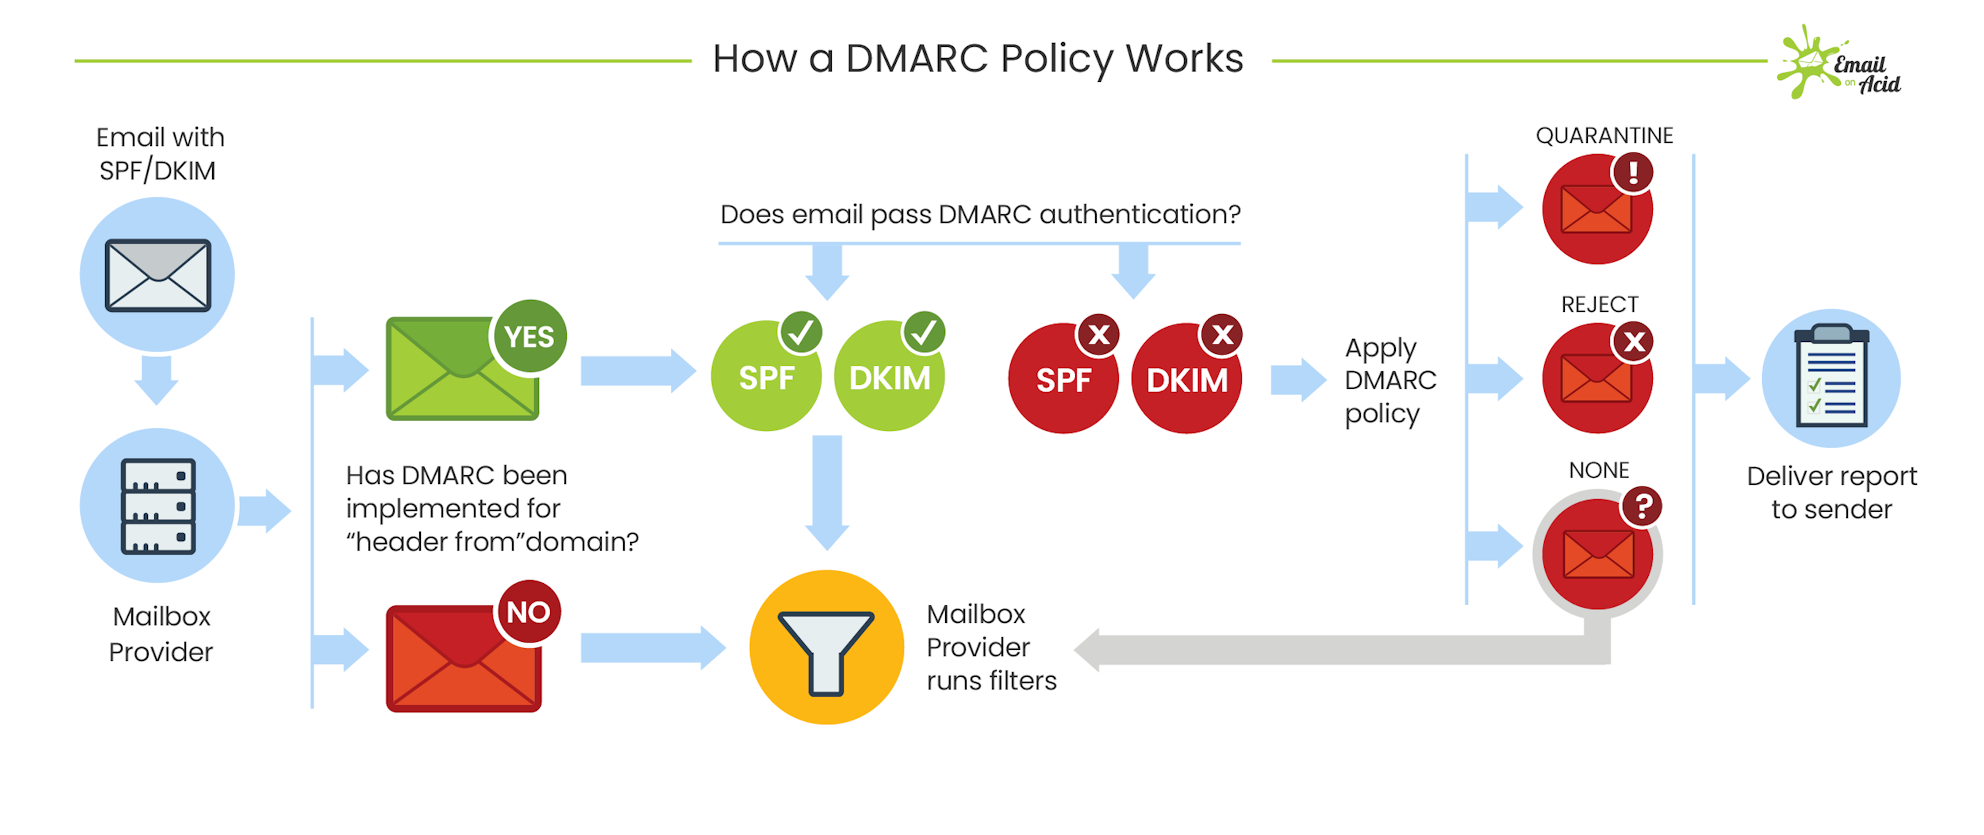 How a DMARC Policy Works
Email
on
Acid
Email with
SPF/DKIM
Mailbox
Provider
YES
Has DMARC been
implemented for
“header from”domain?
NO
Does email pass DMARC authentication?
SPF
DKIM
X
SPF
X
DKIM
Mailbox
Provider
runs filters
Apply
DMARC
policy
QUARANTINE
!
REJECT
X
NONE
?
Deliver report
to sender